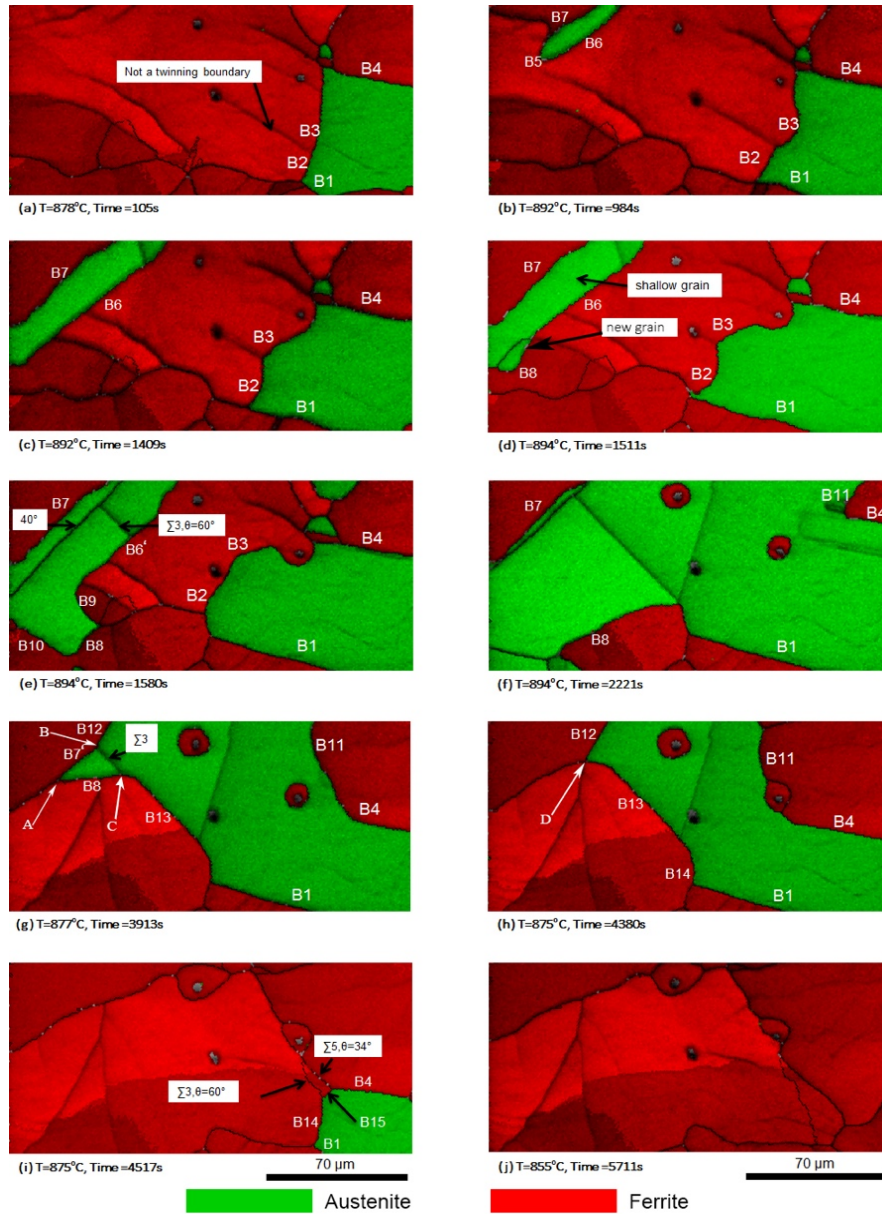 Not a twinning boundary
B4
B3
B2
B1
(a) T=878°C, Time=105s
B7
B6
B5
B4
B3
B2
B1
(b) T=892°C, Time=984s
B7
B6
B4
B3
B2
B1
(c) T=892°C, Time=1409s
B7
shallow grain
B6
B4
new grain
B3
B8
B2
B1
(d) T=894°C, Time=1511s
B7
40°
∑3,θ=60°
B6‘
B3
B4
B9
B2
B10
B8
B1
(e) T=894°C, Time=1580s
B7
B11
B4
B8
B1
(f) T=894°C, Time=2221s
B
B12
∑3
B7‘
B11
B8
A
C
B13
B4
B1
(g) T=877°C, Time=3913s
B12
B11
D
B13
B4
B14
B1
(h) T=875°C, Time=4380s
∑5,θ=34°
∑3,θ=60°
B4
B14
B15
B1
(i) T=875°C, Time=4517s
70 µm
(j) T=855°C, Time=5711s
70 µm
Austenite
Ferrite